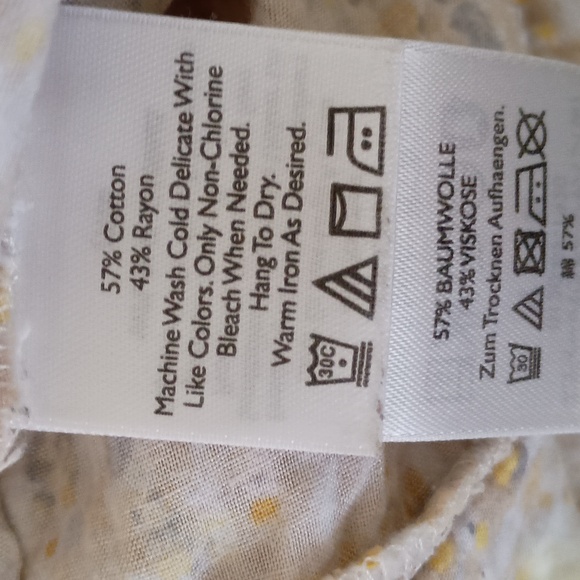 57% Cotton
43% Rayon
Machine Wash Cold Delicate With
Like Colors. Only Non-Chlorine
Bleach When Needed.
Hang To Dry.
Warm Iron As Desired.
30C
57% BAUMWOLLE
43% VISKOSE
Zum Trocknen Aufhaengen.
30
綿 57%